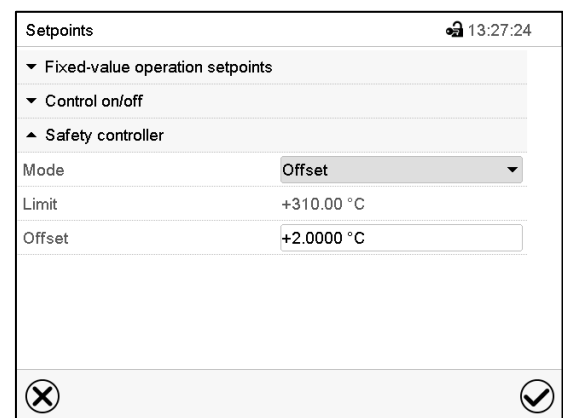 Setpoints 13:27:24
Fixed-value operation setpoints
Control on/off
Safety controller
Mode Offset
Limit +310.00 °C
Offset +2.0000 °C